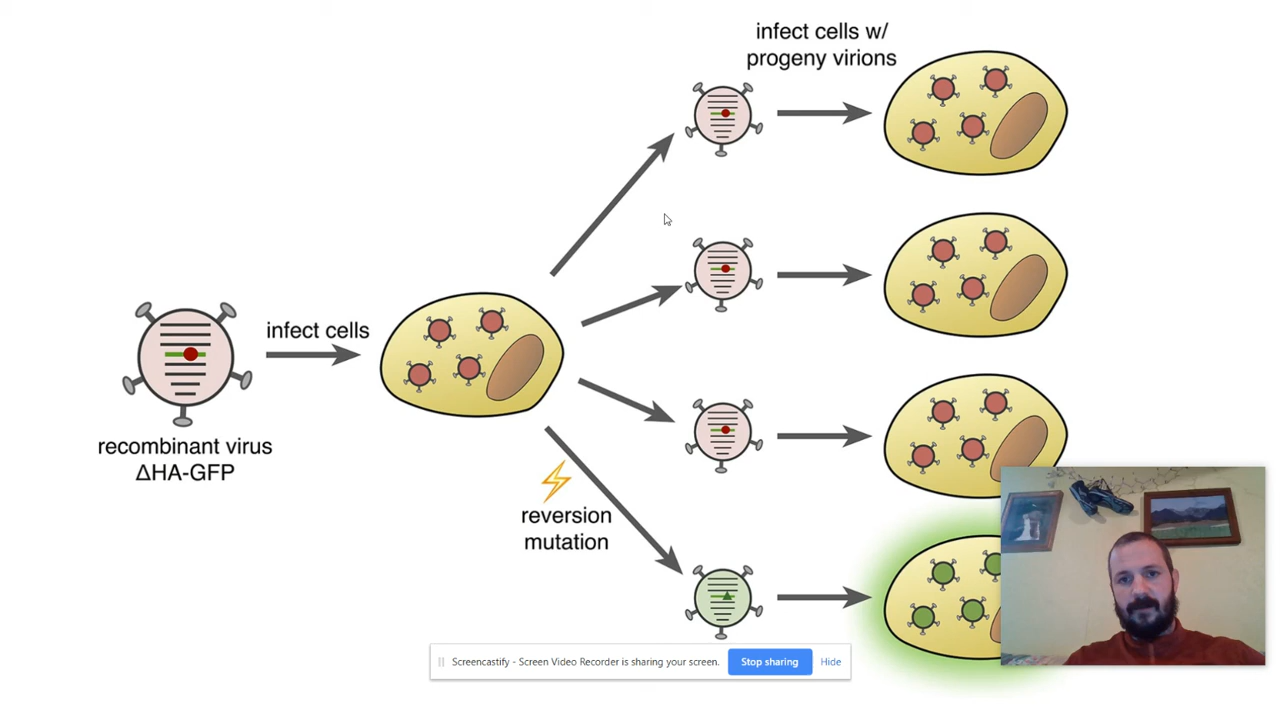 infect cells w/
progeny virions
infect cells
recombinant virus
ΔHA-GFP
reversion
mutation
Screencastify - Screen Video Recorder is sharing your screen.
Stop sharing
Hide